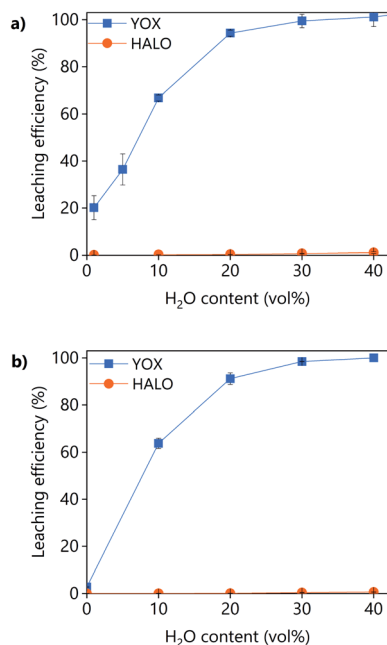 a)
YOX
HALO
Leaching efficiency (%)
100
80
60
40
20
0
0 10 20 30 40
H₂O content (vol%)
b)
YOX
HALO
Leaching efficiency (%)
100
80
60
40
20
0
0 10 20 30 40
H₂O content (vol%)